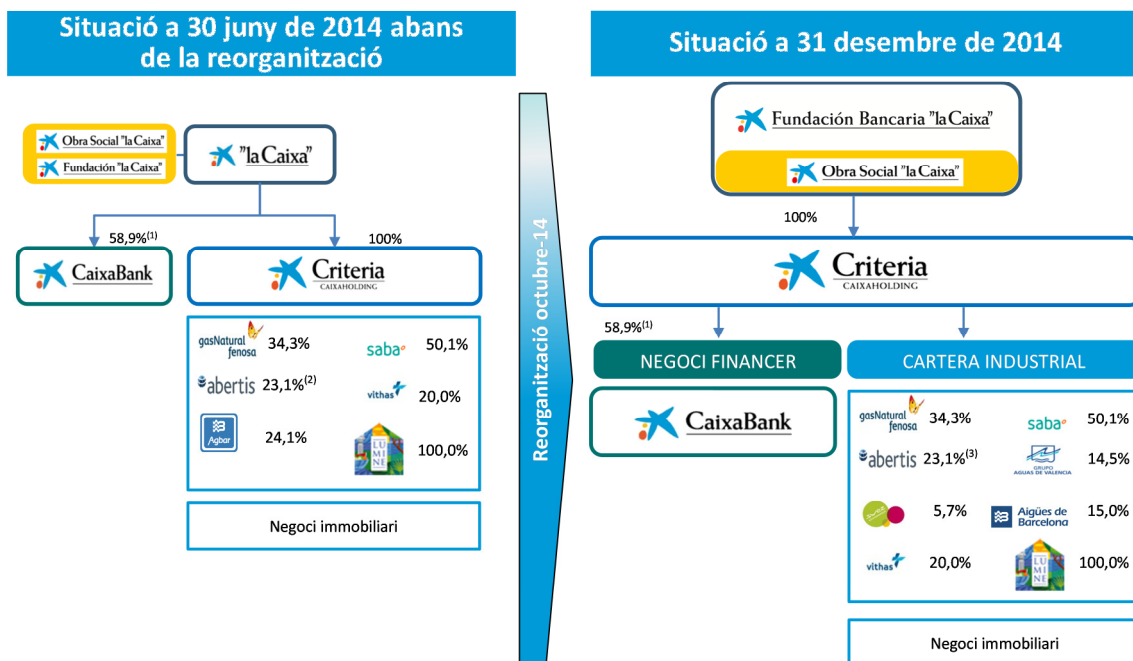 Situació a 30 juny de 2014 abans
de la reorganització
Obra Social "la Caixa"
Fundación "la Caixa"
"la Caixa"
58,9%(1)
100%
CaixaBank
Criteria
CAIXAHOLDING
gasNatural
fenosa
34,3%
saba
50,1%
abertis
23,1%(2)
vithas
20,0%
Agbar
24,1%
LU
MI
NE
100,0%
Negoci immobiliari
Reorganització octubre-14
Situació a 31 desembre de 2014
Fundación Bancaria "la Caixa"
Obra Social "la Caixa"
100%
Criteria
CAIXAHOLDING
58,9%(1)
NEGOCI FINANCER
CARTERA INDUSTRIAL
CaixaBank
gasNatural
fenosa
34,3%
saba
50,1%
abertis
23,1%(3)
GRUPO
AGUAS DE VALENCIA
14,5%
5,7%
Aigües de
Barcelona
15,0%
vithas
20,0%
LU
MI
NE
100,0%
Negoci immobiliari